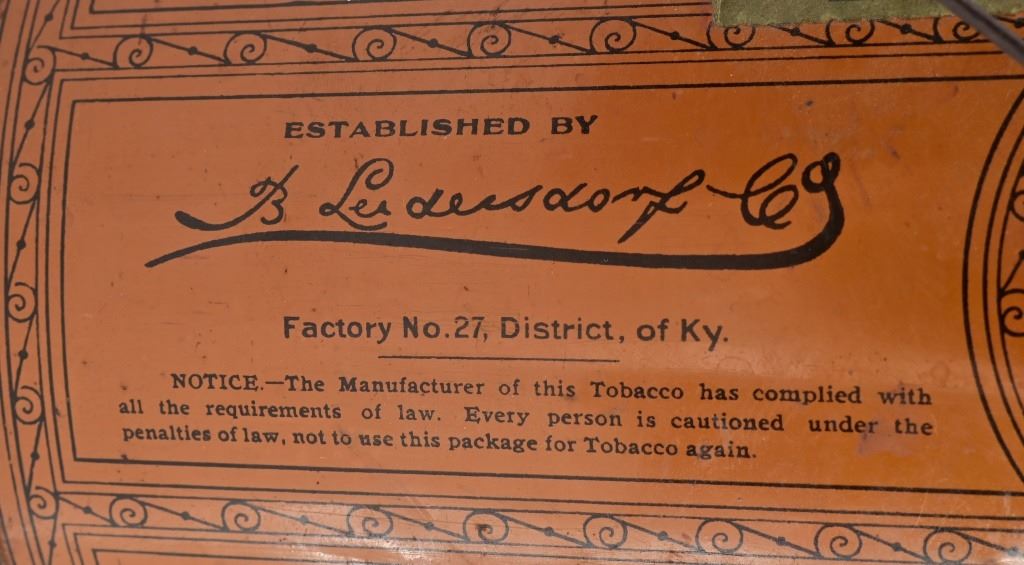 ESTABLISHED BY
B Leidersdorf Co
Factory No.27, District, of Ky.
NOTICE.—The Manufacturer of this Tobacco has complied with
all the requirements of law. Every person is cautioned under the
penalties of law, not to use this package for Tobacco again.